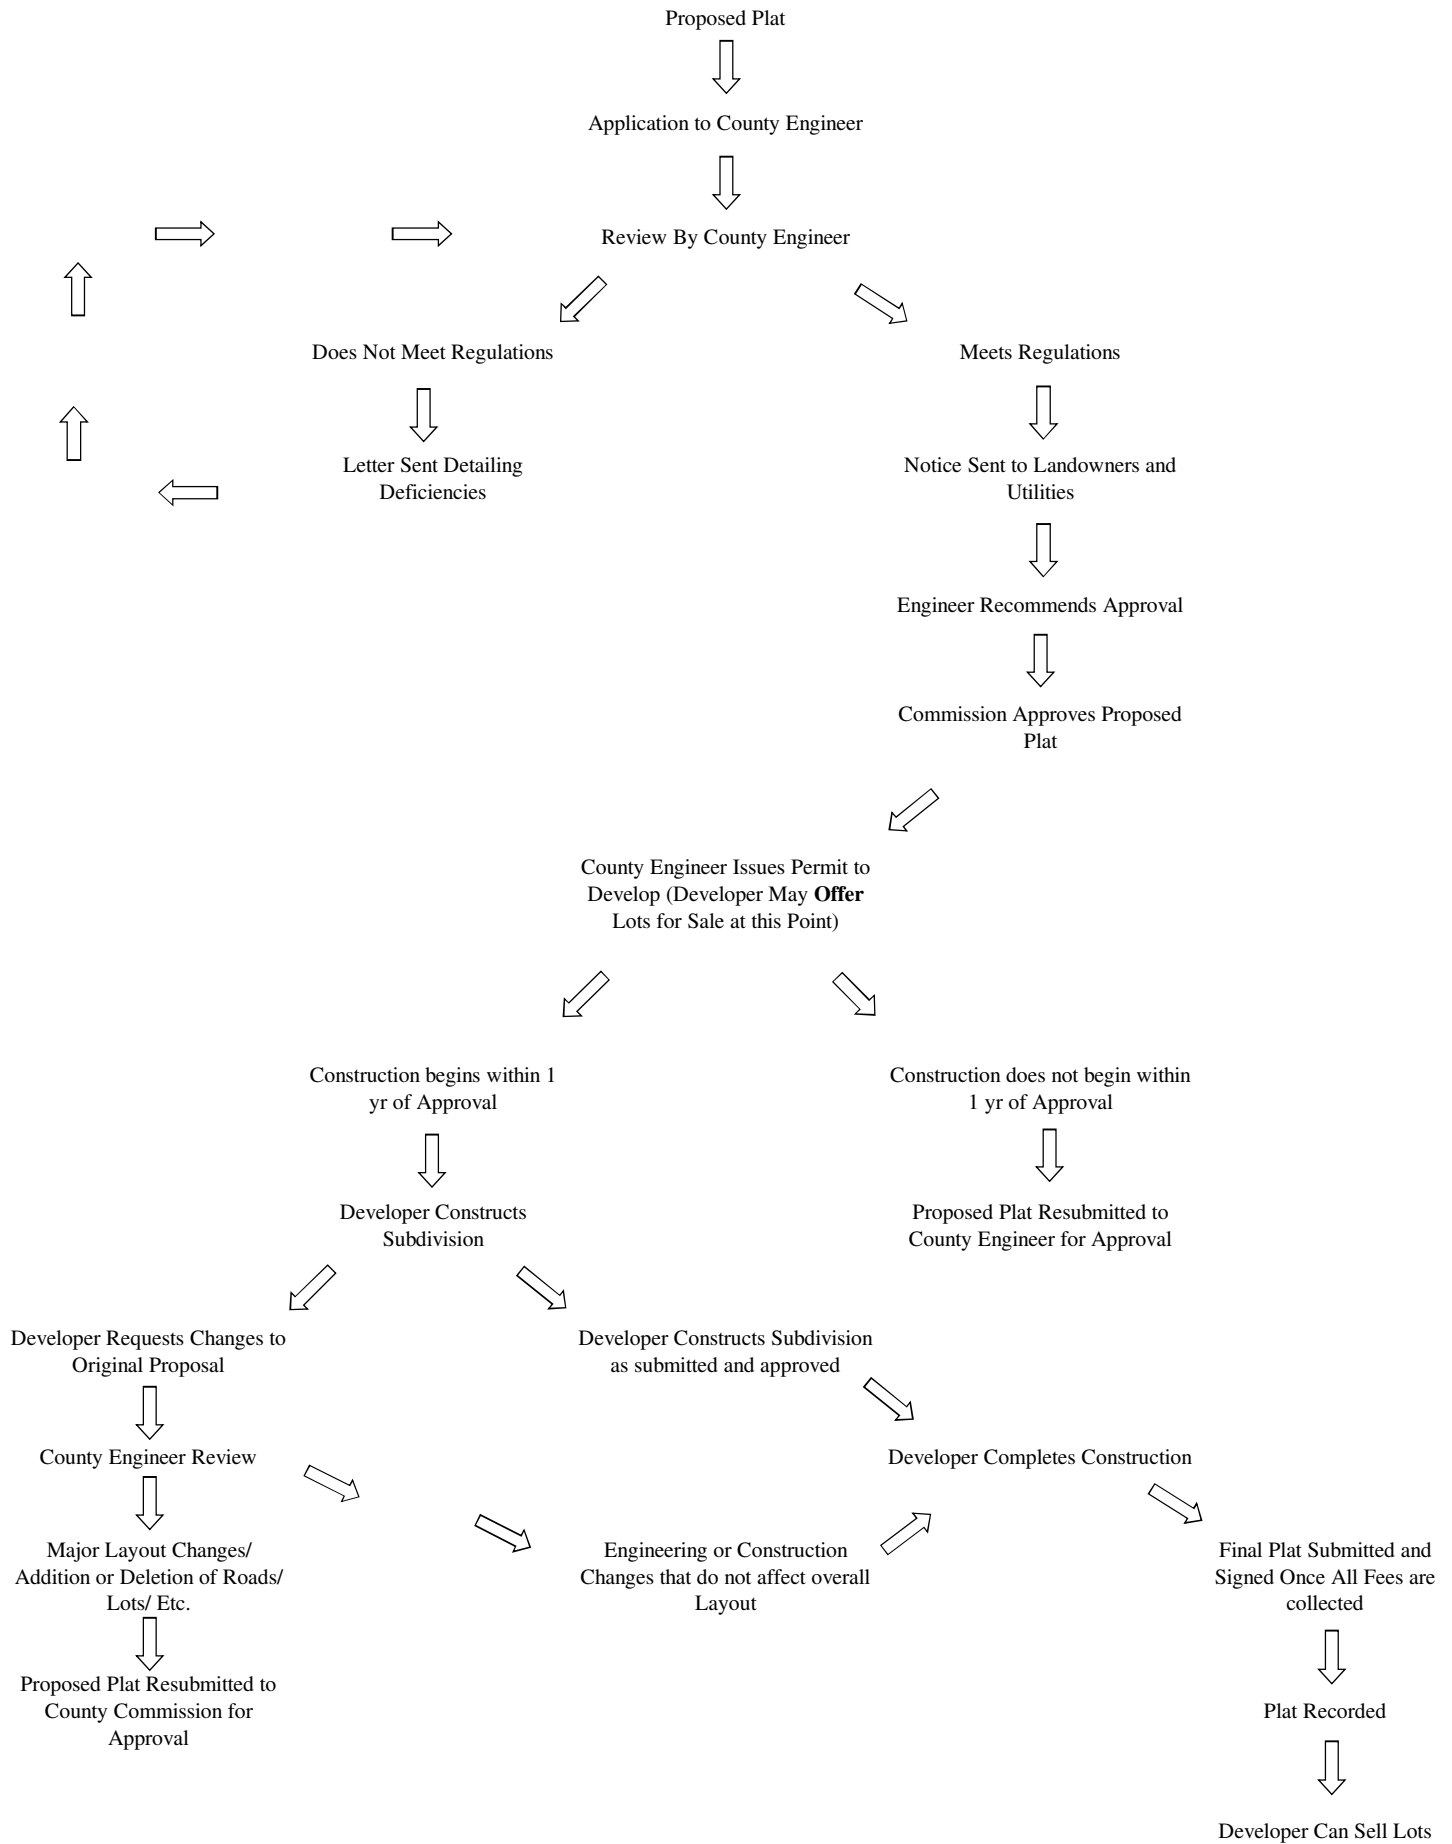 Proposed Plat
Application to County Engineer
Review By County Engineer
Does Not Meet Regulations
Meets Regulations
Letter Sent Detailing
Deficiencies
Notice Sent to Landowners and
Utilities
Engineer Recommends Approval
Commission Approves Proposed
Plat
County Engineer Issues Permit to
Develop (Developer May Offer
Lots for Sale at this Point)
Construction begins within 1
yr of Approval
Construction does not begin within
1 yr of Approval
Developer Constructs
Subdivision
Proposed Plat Resubmitted to
County Engineer for Approval
Developer Requests Changes to
Original Proposal
Developer Constructs Subdivision
as submitted and approved
County Engineer Review
Developer Completes Construction
Major Layout Changes/
Addition or Deletion of Roads/
Lots/ Etc.
Engineering or Construction
Changes that do not affect overall
Layout
Final Plat Submitted and
Signed Once All Fees are
collected
Proposed Plat Resubmitted to
County Commission for
Approval
Plat Recorded
Developer Can Sell Lots